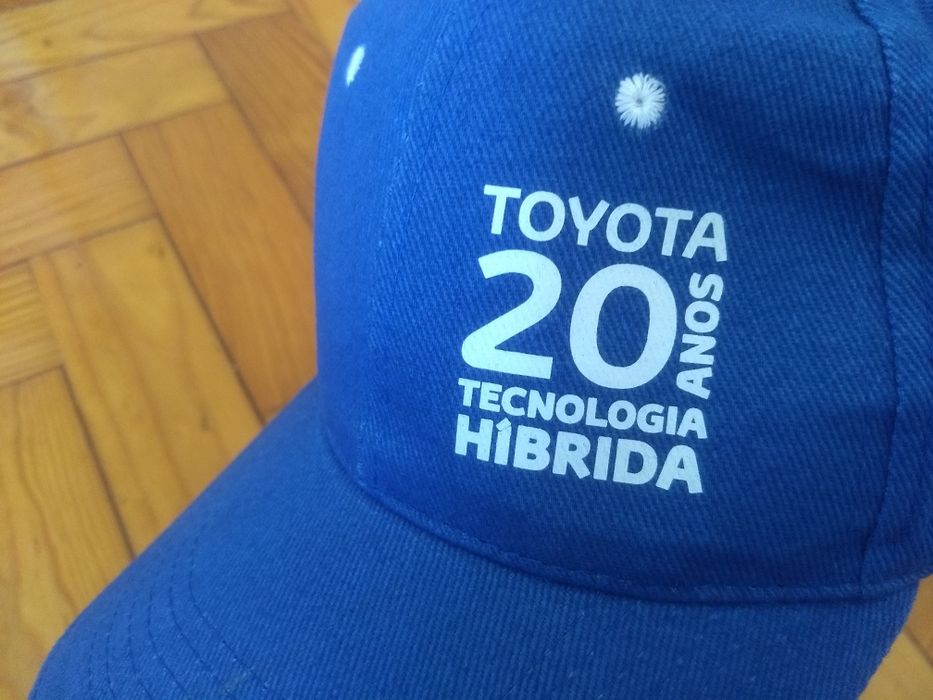 TOYOTA
20 ANOS
TECNOLOGIA
HÍBRIDA